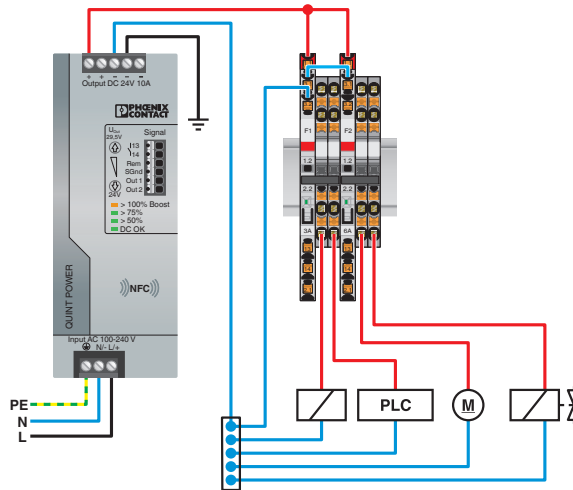 + + − − −
Output DC 24V 10A
PHŒNIX
CONTACT
UOut
29,5V
24V
Signal
13
14
Rem
SGnd
Out 1
Out 2
> 100% Boost
> 75%
> 50%
DC OK
QUINT POWER
NFC
Input AC 100-240 V
N/- L/+
PE
N
L
F1
F2
1.2
1.2
2.2
2.2
3A
6A
PLC
M